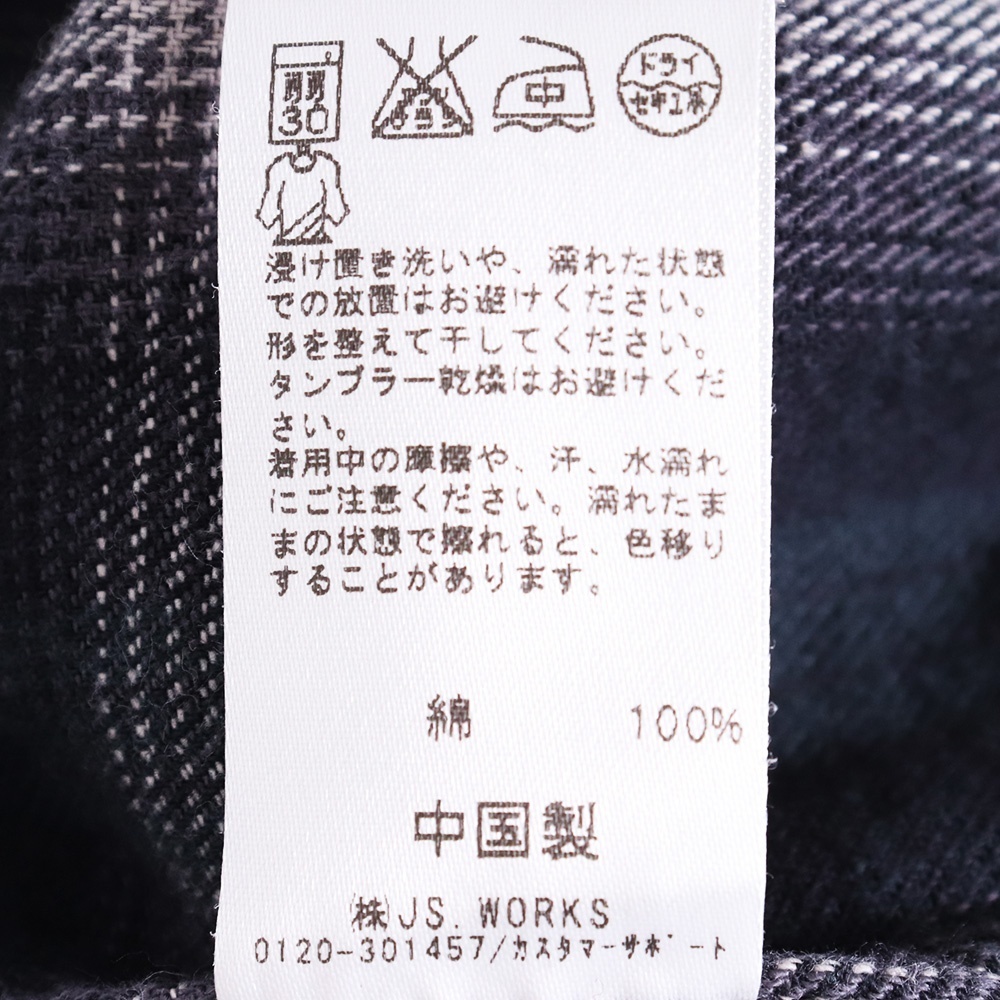 弱
30
エンソサラシ
中
ドライ
セキユ系
浸け置き洗いや、濡れた状態
での放置はお避けください。
形を整えて干してください。
タンブラー乾燥はお避けくだ
さい。
着用中の摩擦や、汗、水濡れ
にご注意ください。濡れたま
まの状態で擦れると、色移り
することがあります。
綿 100%
中国製
㈱JS. WORKS
0120-301457/カスタマーサポート